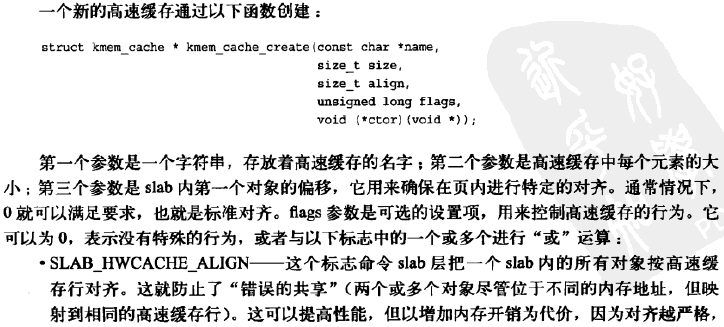 一个新的高速缓存通过以下函数创建：
struct kmem_cache * kmem_cache_create(const char *name,
size_t size,
size_t align,
unsigned long flags,
void (*ctor)(void *));
第一个参数是一个字符串，存放着高速缓存的名字；第二个参数是高速缓存中每个元素的大
小；第三个参数是 slab 内第一个对象的偏移，它用来确保在页内进行特定的对齐。通常情况下，
0 就可以满足要求，也就是标准对齐。flags 参数是可选的设置项，用来控制高速缓存的行为。它
可以为 0，表示没有特殊的行为，或者与以下标志中的一个或多个进行“或”运算：
• SLAB_HWCACHE_ALIGN——这个标志命令 slab 层把一个 slab 内的所有对象按高速缓
存行对齐。这就防止了“错误的共享”（两个或多个对象尽管位于不同的内存地址，但映
射到相同的高速缓存行）。这可以提高性能，但以增加内存开销为代价，因为对齐越严格，